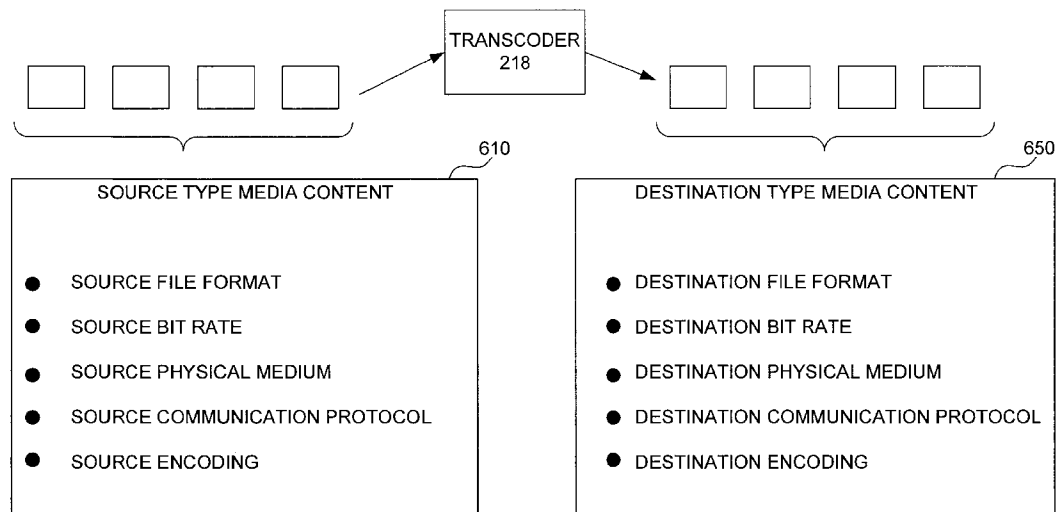 TRANSCODER
218
610
650
SOURCE TYPE MEDIA CONTENT
● SOURCE FILE FORMAT
● SOURCE BIT RATE
● SOURCE PHYSICAL MEDIUM
● SOURCE COMMUNICATION PROTOCOL
● SOURCE ENCODING
DESTINATION TYPE MEDIA CONTENT
● DESTINATION FILE FORMAT
● DESTINATION BIT RATE
● DESTINATION PHYSICAL MEDIUM
● DESTINATION COMMUNICATION PROTOCOL
● DESTINATION ENCODING